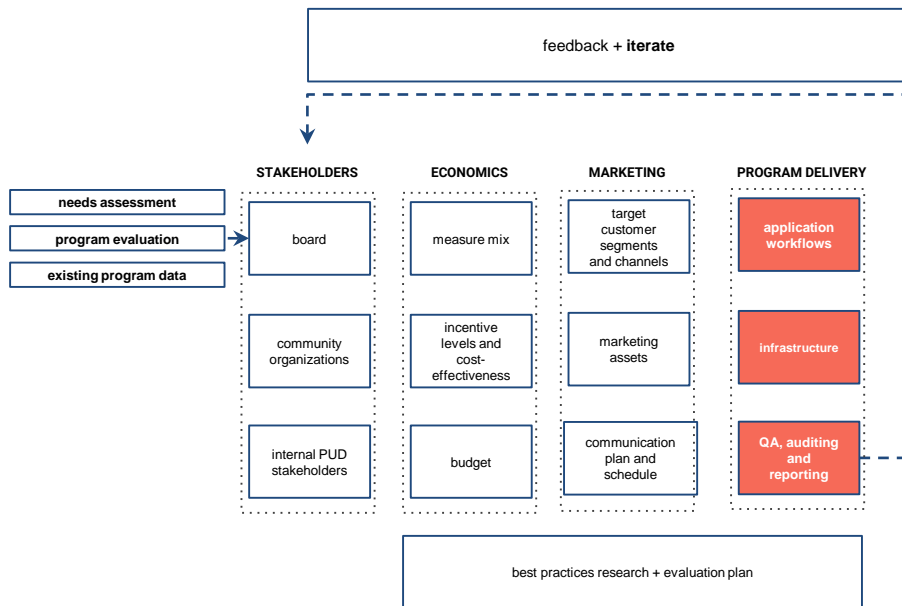 feedback + iterate
STAKEHOLDERS
ECONOMICS
MARKETING
PROGRAM DELIVERY
needs assessment
program evaluation
existing program data
board
community
organizations
internal PUD
stakeholders
measure mix
incentive
levels and
cost-
effectiveness
budget
target
customer
segments
and channels
marketing
assets
communication
plan and
schedule
application
workflows
infrastructure
QA, auditing
and
reporting
best practices research + evaluation plan